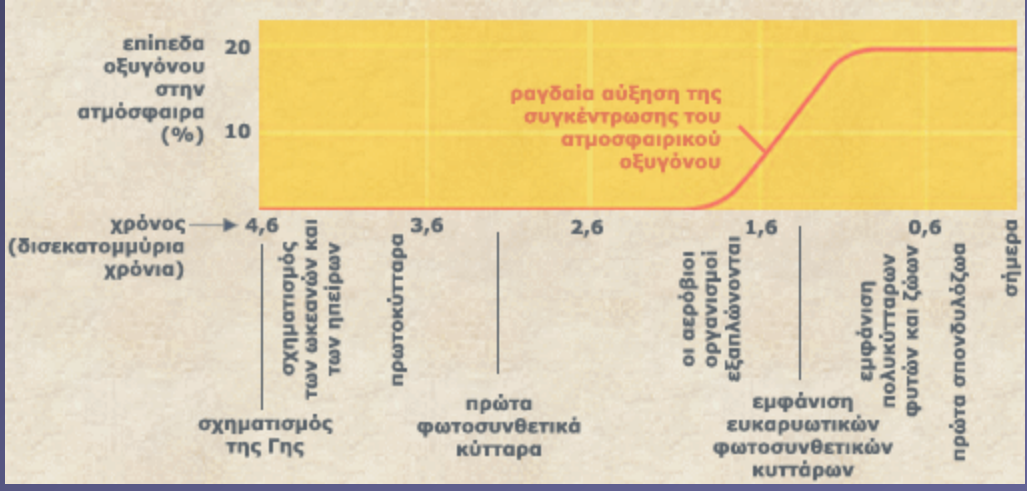 επίπεδα
οξυγόνου
στην
ατμόσφαιρα
(%)
20
10
ραγδαία αύξηση της
συγκέντρωσης του
ατμοσφαιρικού
οξυγόνου
χρόνος
(δισεκατομμύρια
χρόνια)
4,6
3,6
2,6
1,6
0,6
σήμερα
σχηματισμός
της Γης
σχηματισμός
των ωκεανών και
των ηπείρων
πρωτοκύτταρα
πρώτα
φωτοσυνθετικά
κύτταρα
οι αερόβιοι
οργανισμοί
εξαπλώνονται
εμφάνιση
ευκαρυωτικών
φωτοσυνθετικών
κυττάρων
εμφάνιση
πολυκύτταρων
φυτών και ζώων
πρώτα σπονδυλόζωα